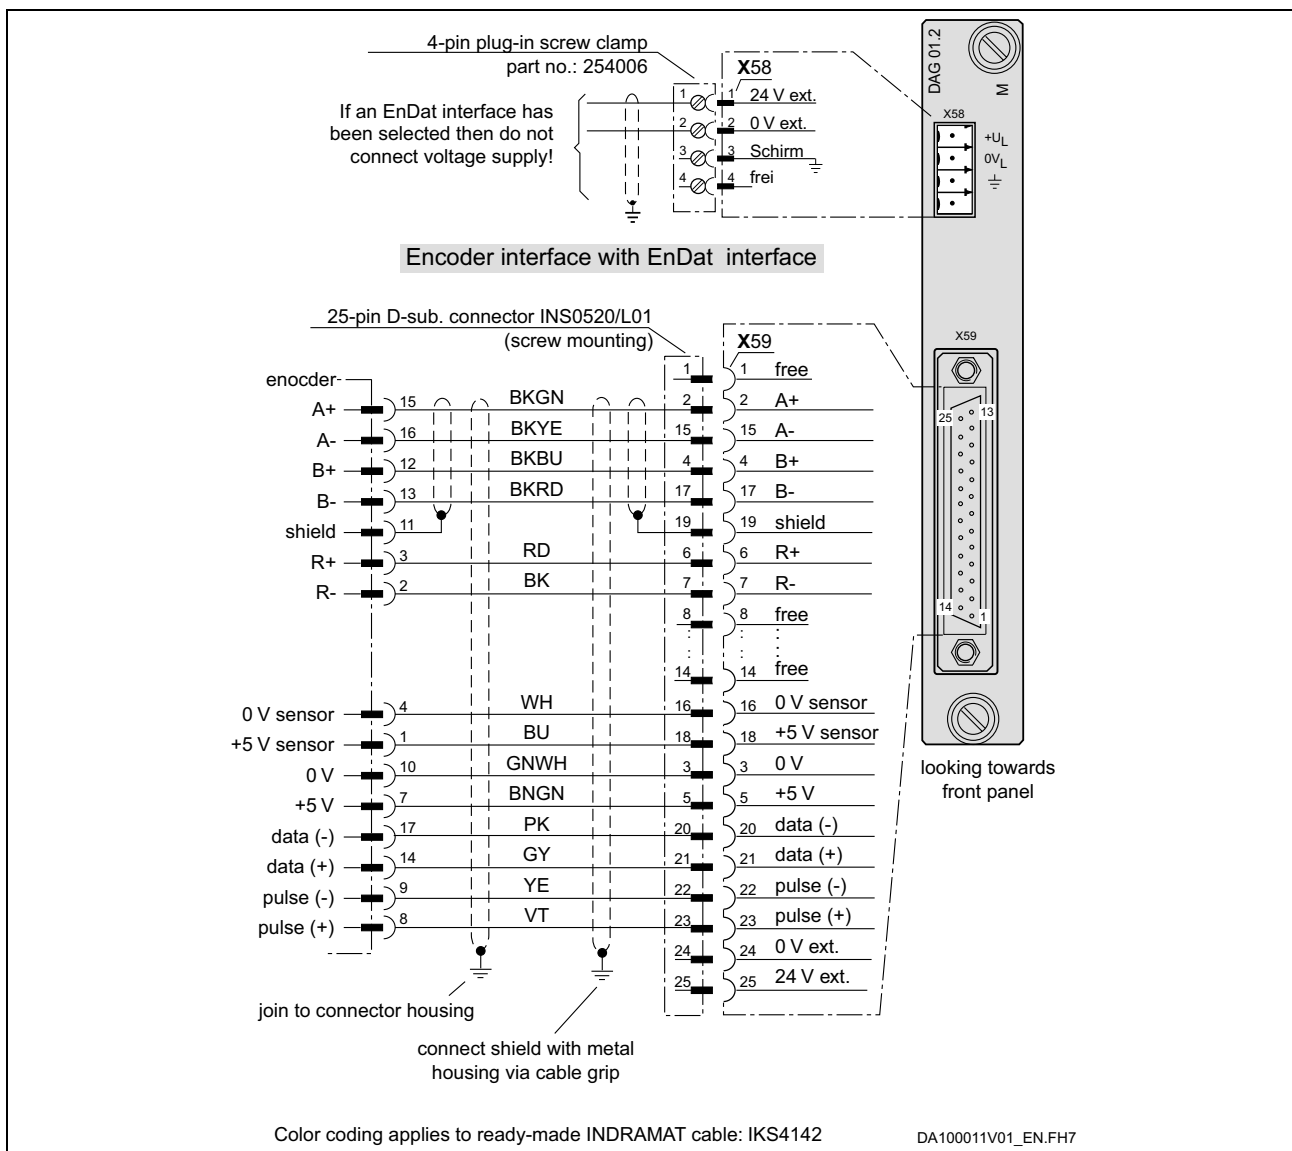 4-pin plug-in screw clamp
part no.: 254006
If an EnDat interface has
been selected then do not
connect voltage supply!
X58
1 1 24 V ext.
2 2 0 V ext.
3 3 Schirm
4 4 frei
DAG 01.2
M
X58
+UL
0VL
Encoder interface with EnDat interface
25-pin D-sub. connector INS0520/L01
(screw mounting)
X59
enocder
1 1 free
A+ 15 BKGN 2 2 A+
A- 16 BKYE 15 15 A-
B+ 12 BKBU 4 4 B+
B- 13 BKRD 17 17 B-
shield 11 19 19 shield
R+ 3 RD 6 6 R+
R- 2 BK 7 7 R-
8 8 free
14 14 free
0 V sensor 4 WH 16 16 0 V sensor
+5 V sensor 1 BU 18 18 +5 V sensor
0 V 10 GNWH 3 3 0 V
+5 V 7 BNGN 5 5 +5 V
data (-) 17 PK 20 20 data (-)
data (+) 14 GY 21 21 data (+)
pulse (-) 9 YE 22 22 pulse (-)
pulse (+) 8 VT 23 23 pulse (+)
24 24 0 V ext.
25 25 24 V ext.
X59
25 13
14 1
looking towards
front panel
join to connector housing
connect shield with metal
housing via cable grip
Color coding applies to ready-made INDRAMAT cable: IKS4142
DA100011V01_EN.FH7